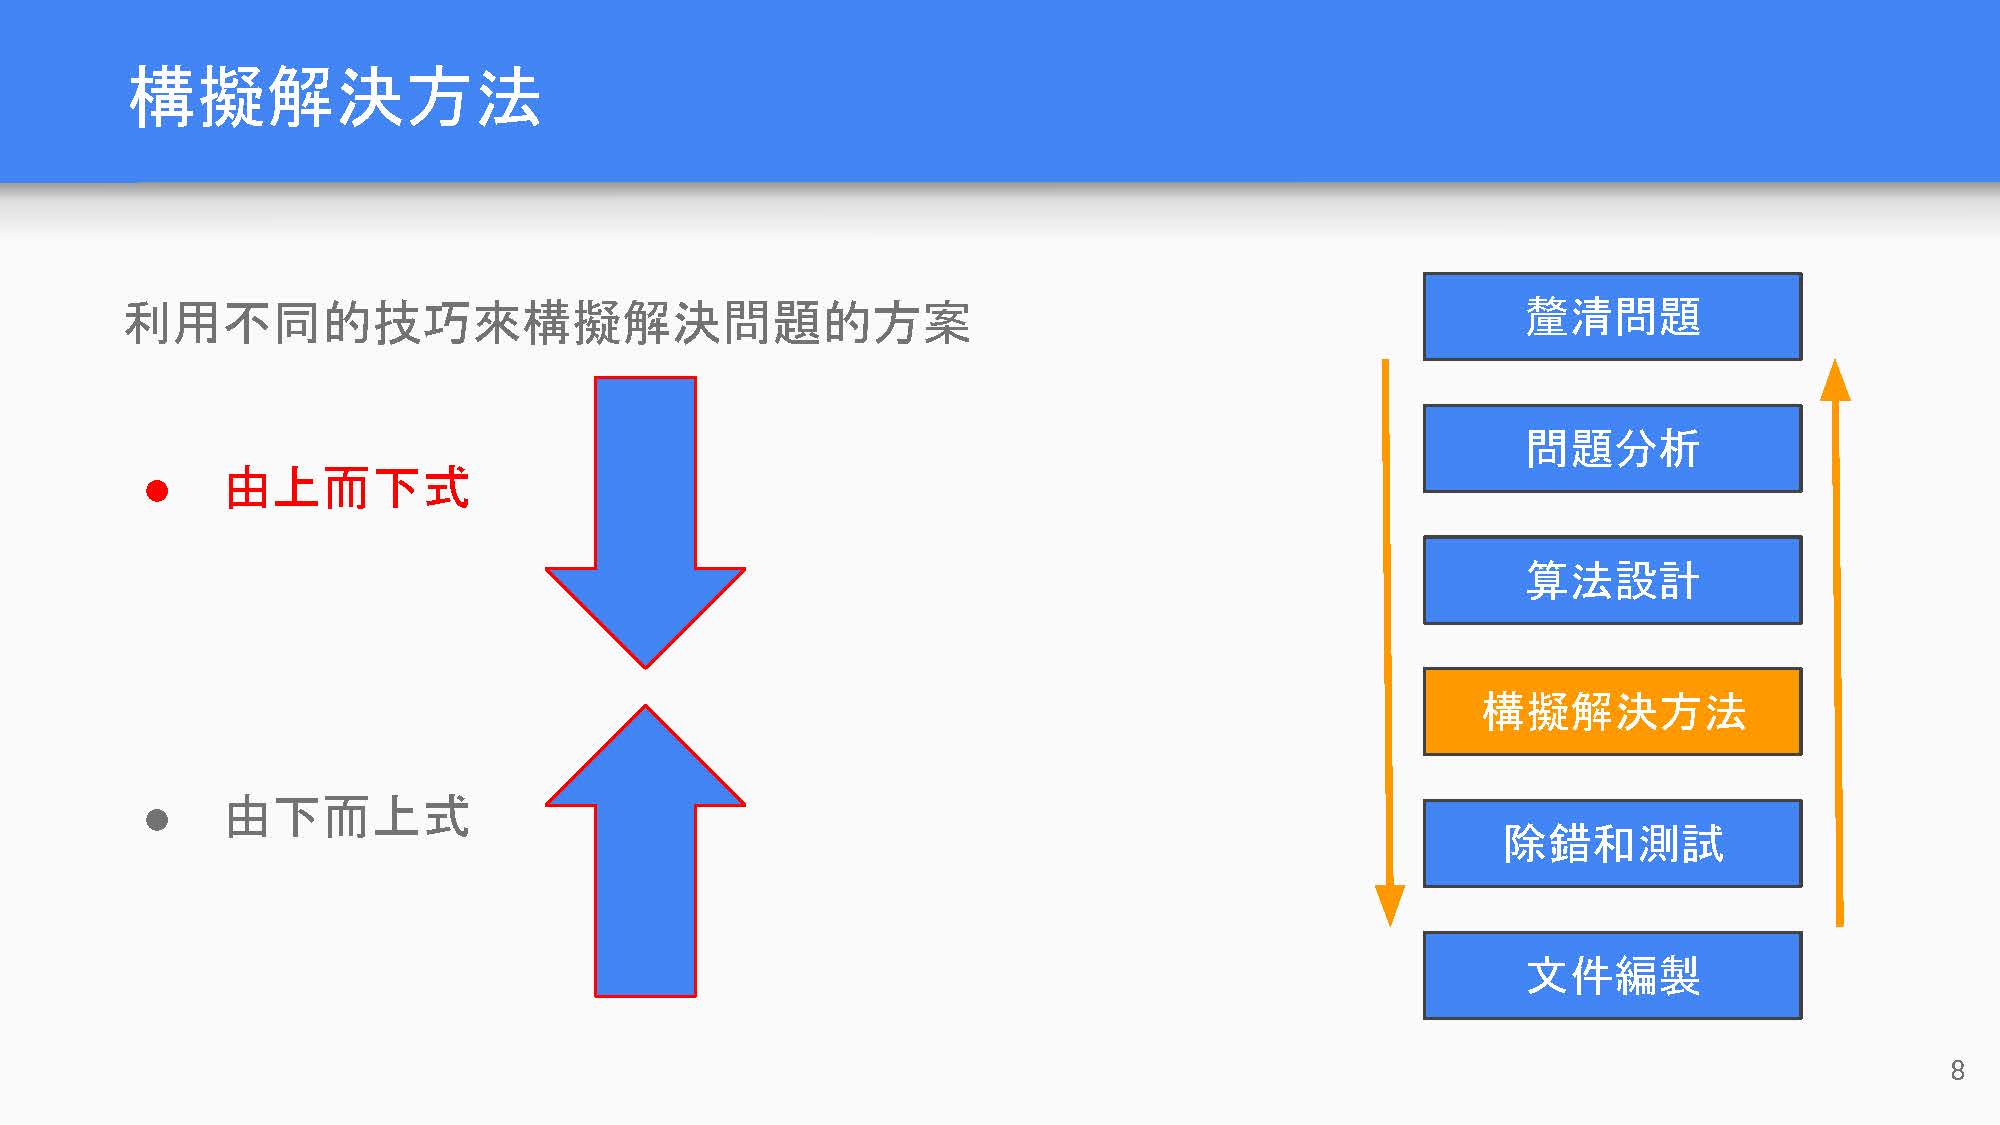 構擬解決方法
利用不同的技巧來構擬解決問題的方案
● 由上而下式
● 由下而上式
釐清問題
問題分析
算法設計
構擬解決方法
除錯和測試
文件編製
8